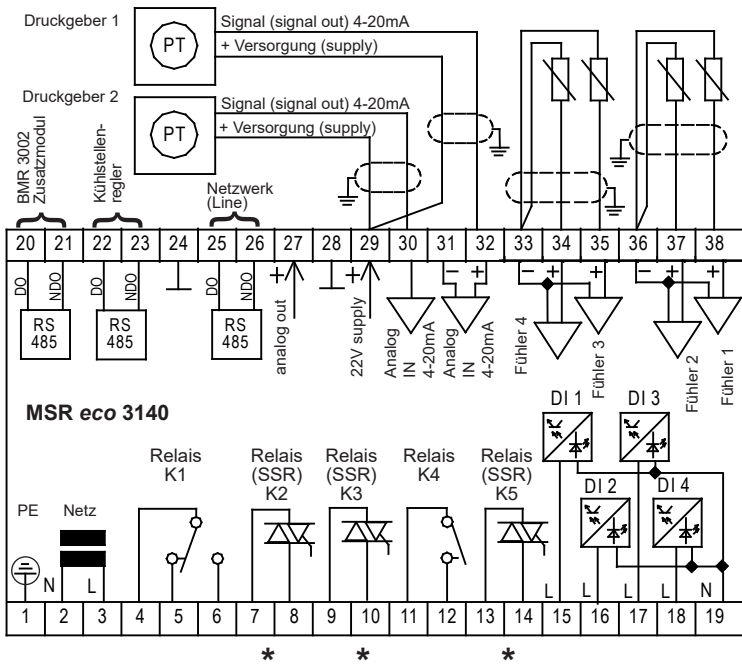 Druckgeber 1
PT
Signal (signal out) 4-20mA
+ Versorgung (supply)
Druckgeber 2
PT
Signal (signal out) 4-20mA
+ Versorgung (supply)
BMR 3002
Zusatzmodul
Kühlstellen-
regler
Netzwerk
(Line)
20 21 22 23 24 25 26 27 28 29 30 31 32 33 34 35 36 37 38
DO NDO DO NDO DO NDO + + - + - + + - + +
RS
485
RS
485
RS
485
analog out
22V supply
Analog
IN
4-20mA
Analog
IN
4-20mA
Fühler 4
Fühler 3
Fühler 2
Fühler 1
MSR eco 3140
DI 1
DI 3
DI 2
DI 4
Relais
K1
Relais
(SSR)
K2
Relais
(SSR)
K3
Relais
K4
Relais
(SSR)
K5
PE
Netz
N L L L L L N
1 2 3 4 5 6 7 8 9 10 11 12 13 14 15 16 17 18 19
* * *